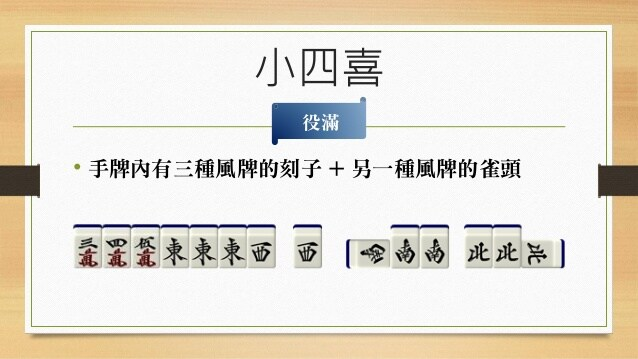 小四喜
役滿
• 手牌內有三種風牌的刻子 + 另一種風牌的雀頭
三萬 四萬 伍萬 東 東 東 西 西 南 南 南 北 北 北